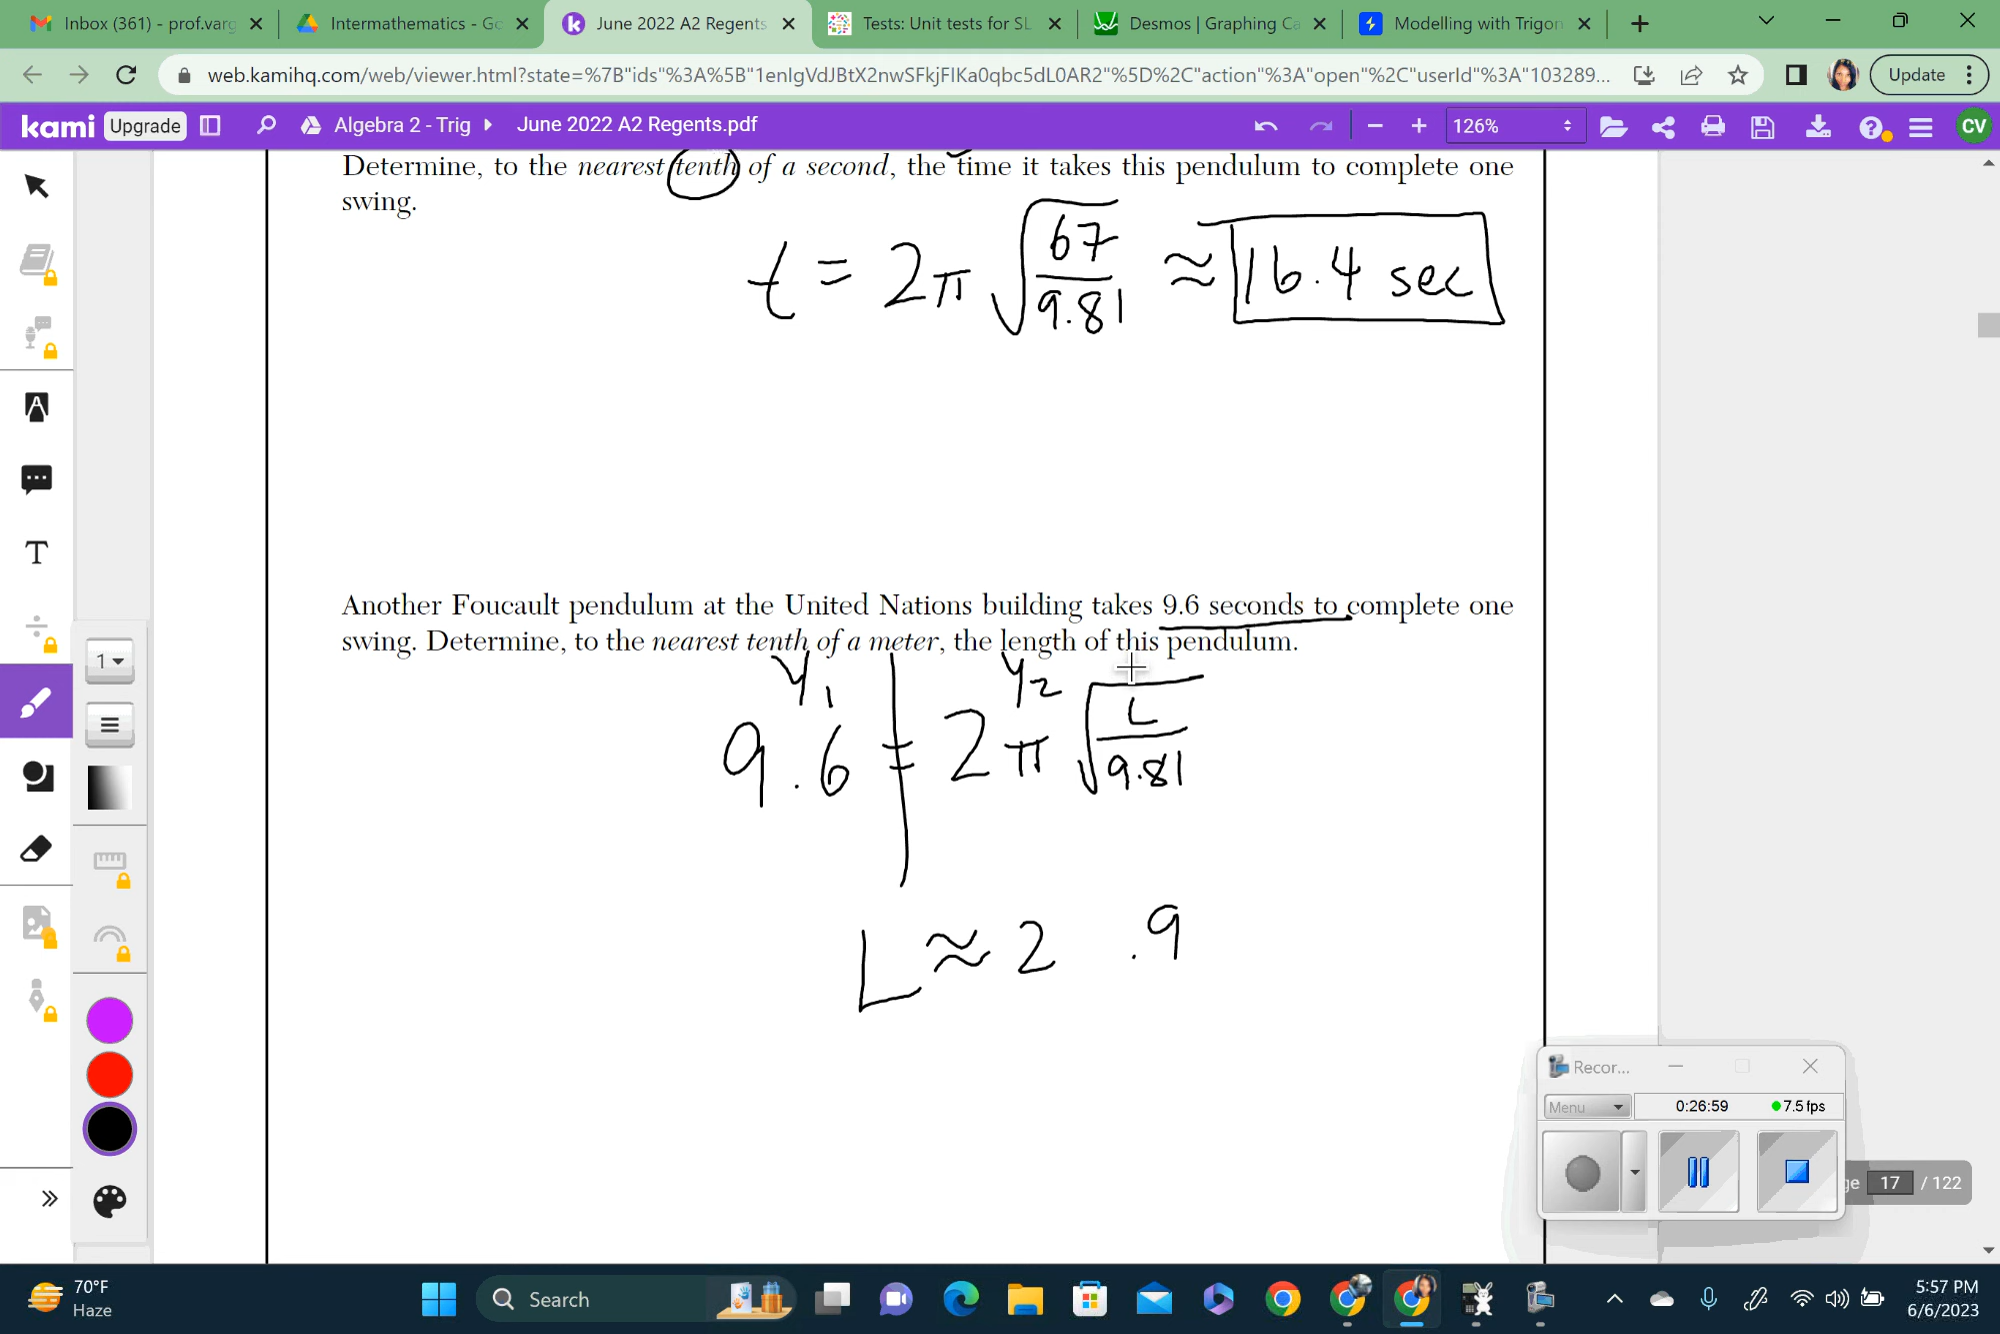 Inbox (361) - prof.varg
Intermathematics - Go
June 2022 A2 Regents
Tests: Unit tests for SL
Desmos | Graphing Ca
Modelling with Trigon
web.kamihq.com/web/viewer.html?state=%7B"ids"%3A%5B"1enIgVdJBtX2nwSFkjFIKa0qbc5dL0AR2"%5D%2C"action"%3A"open"%2C"userId"%3A"103289...
Update
kami Upgrade Algebra 2 - Trig June 2022 A2 Regents.pdf 126% CV
Determine, to the nearest tenth of a second, the time it takes this pendulum to complete one
swing.
t = 2π √(67/9.81) ≈ 16.4 sec
Another Foucault pendulum at the United Nations building takes 9.6 seconds to complete one
swing. Determine, to the nearest tenth of a meter, the length of this pendulum.
Y1 Y2
9.6 = 2π √(L/9.81)
L ≈ 2 .9
T
1
Recor...
Menu 0:26:59 7.5 fps
ge 17 / 122
70°F
Haze
Search
5:57 PM
6/6/2023